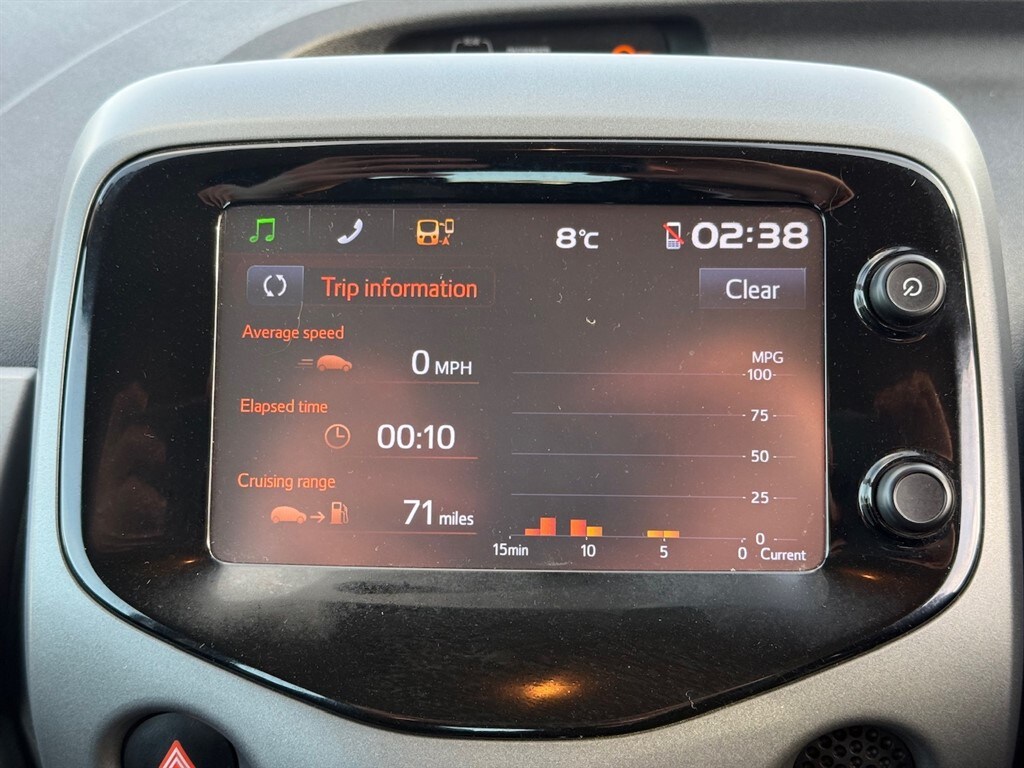 8°C
02:38
Trip information
Clear
Average speed
0 MPH
Elapsed time
00:10
Cruising range
71 miles
MPG
100
75
50
25
0
15min 10 5 0 Current